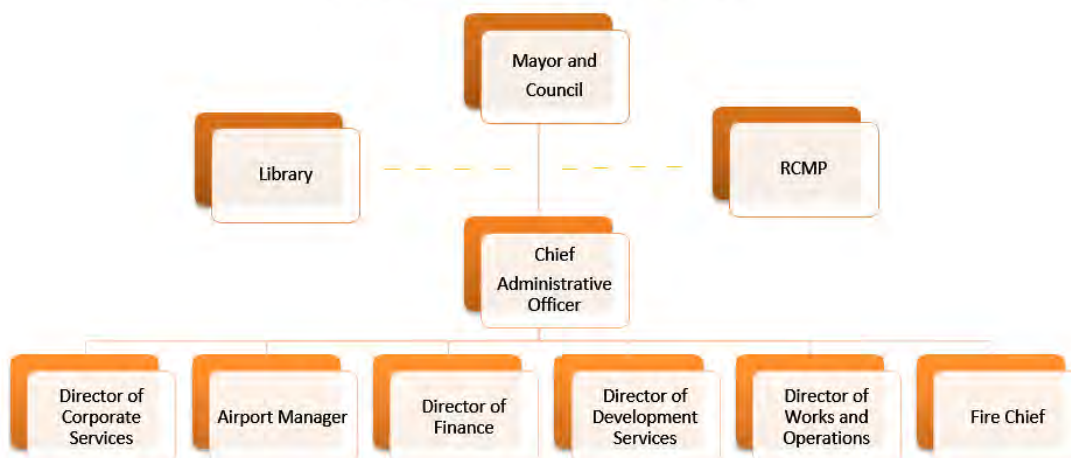 Mayor and
Council
Library
RCMP
Chief
Administrative
Officer
Director of
Corporate
Services
Airport Manager
Director of
Finance
Director of
Development
Services
Director of
Works and
Operations
Fire Chief